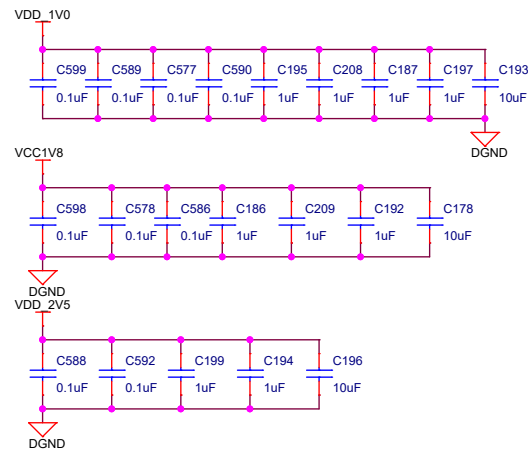 VDD_1V0
C599 C589 C577 C590 C195 C208 C187 C197 C193
0.1uF 0.1uF 0.1uF 0.1uF 1uF 1uF 1uF 1uF 10uF
DGND
VCC1V8
C598 C578 C586 C186 C209 C192 C178
0.1uF 0.1uF 0.1uF 1uF 1uF 1uF 10uF
DGND
VDD_2V5
C588 C592 C199 C194 C196
0.1uF 0.1uF 1uF 1uF 10uF
DGND